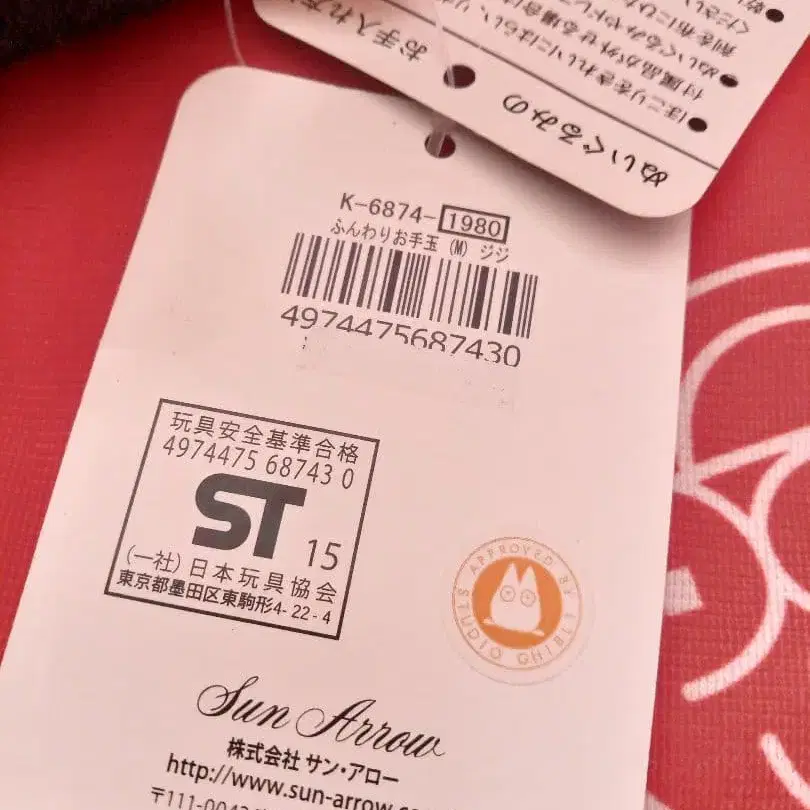 お手入れ方
ぬいぐるみの
K-6874-1980
ふんわりお手玉 (M) ジジ
4974475687430
玩具安全基準合格
4974475 68743 0
ST 15
(一社)日本玩具協会
東京都墨田区東駒形4-22-4
APPROVED BY STUDIO GHIBLI
Sun Arrow
株式会社 サン・アロー
http://www.sun-arrow.co
〒111-0042